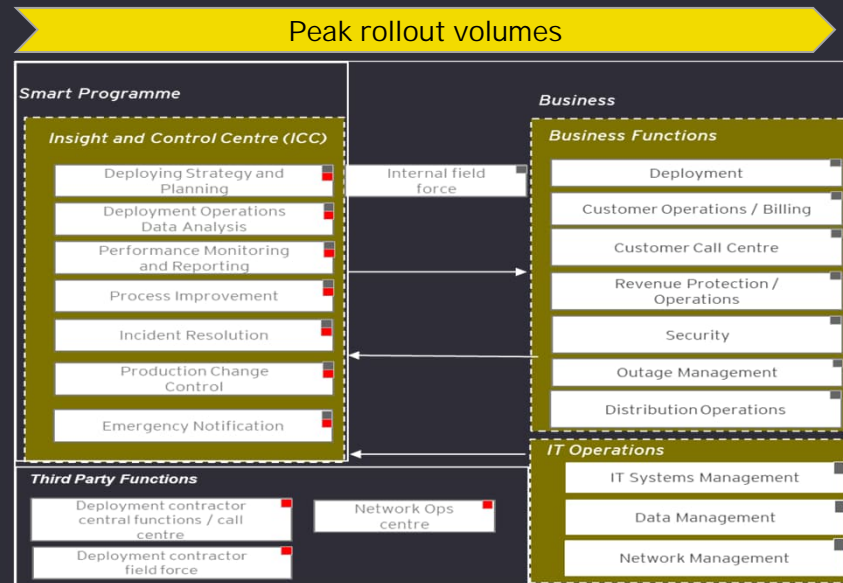 Peak rollout volumes
Smart Programme
Insight and Control Centre (ICC)
Deploying Strategy and
Planning
Deployment Operations
Data Analysis
Performance Monitoring
and Reporting
Process Improvement
Incident Resolution
Production Change
Control
Emergency Notification
Internal field
force
Business
Business Functions
Deployment
Customer Operations / Billing
Customer Call Centre
Revenue Protection /
Operations
Security
Outage Management
Distribution Operations
IT Operations
IT Systems Management
Data Management
Network Management
Third Party Functions
Deployment contractor
central functions / call
centre
Deployment contractor
field force
Network Ops
centre